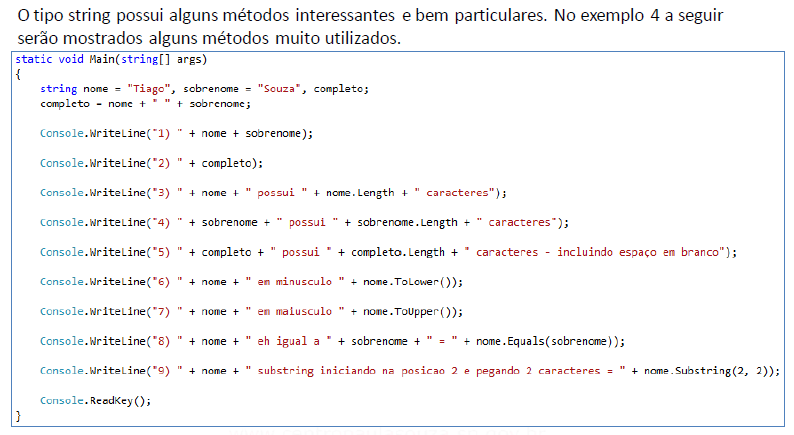 O tipo string possui alguns métodos interessantes e bem particulares. No exemplo 4 a seguir
serão mostrados alguns métodos muito utilizados.
static void Main(string[] args)
{
string nome = "Tiago", sobrenome = "Souza", completo;
completo = nome + " " + sobrenome;
Console.WriteLine("1) " + nome + sobrenome);
Console.WriteLine("2) " + completo);
Console.WriteLine("3) " + nome + " possui " + nome.Length + " caracteres");
Console.WriteLine("4) " + sobrenome + " possui " + sobrenome.Length + " caracteres");
Console.WriteLine("5) " + completo + " possui " + completo.Length + " caracteres - incluindo espaço em branco");
Console.WriteLine("6) " + nome + " em minusculo " + nome.ToLower());
Console.WriteLine("7) " + nome + " em maiusculo " + nome.ToUpper());
Console.WriteLine("8) " + nome + " eh igual a " + sobrenome + " = " + nome.Equals(sobrenome));
Console.WriteLine("9) " + nome + " substring iniciando na posicao 2 e pegando 2 caracteres = " + nome.Substring(2, 2));
Console.ReadKey();
}